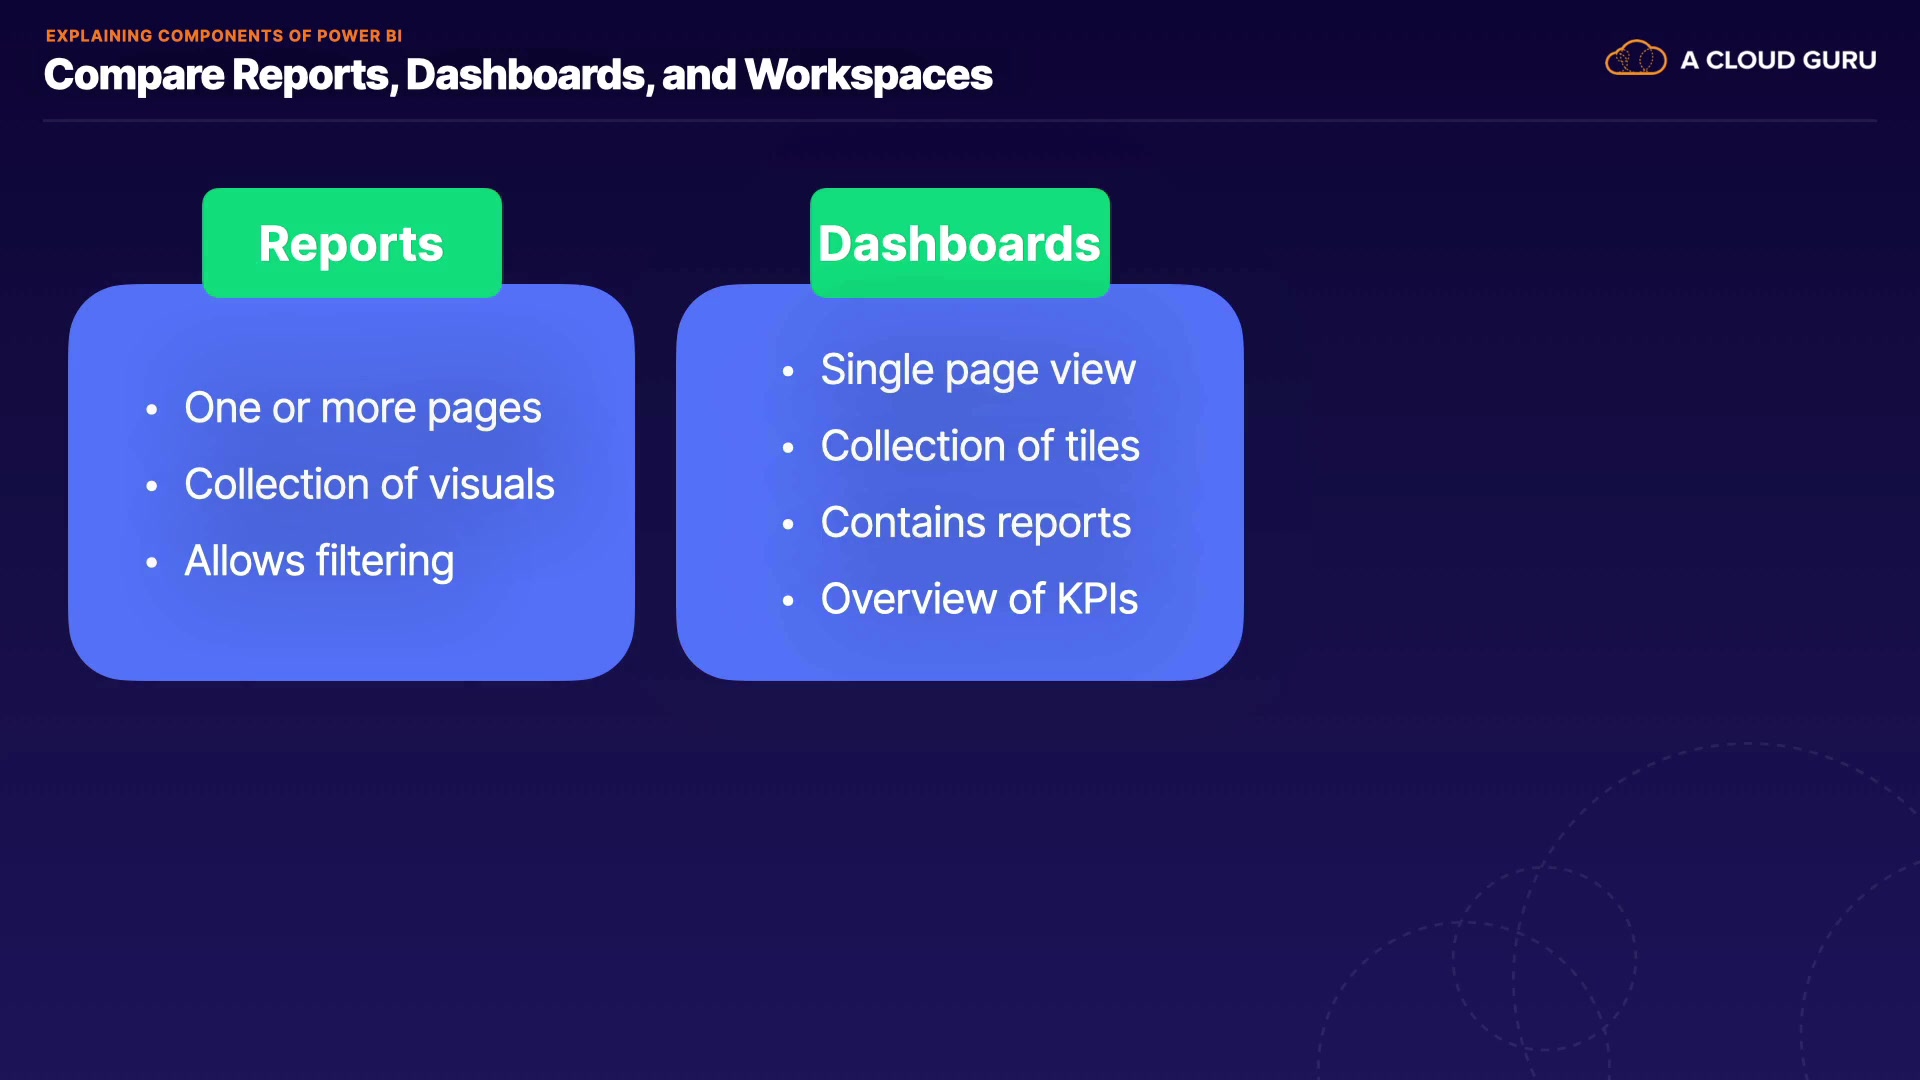 EXPLAINING COMPONENTS OF POWER BI
Compare Reports, Dashboards, and Workspaces
A CLOUD GURU
Reports
• One or more pages
• Collection of visuals
• Allows filtering
Dashboards
• Single page view
• Collection of tiles
• Contains reports
• Overview of KPIs